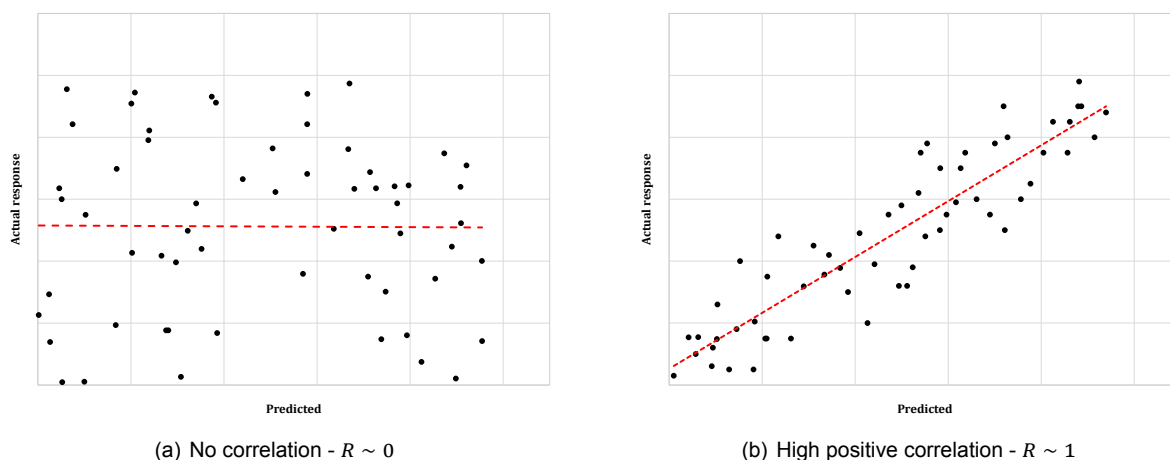 Actual response
Predicted
(a) No correlation - R ∼ 0
Actual response
Predicted
(b) High positive correlation - R ∼ 1